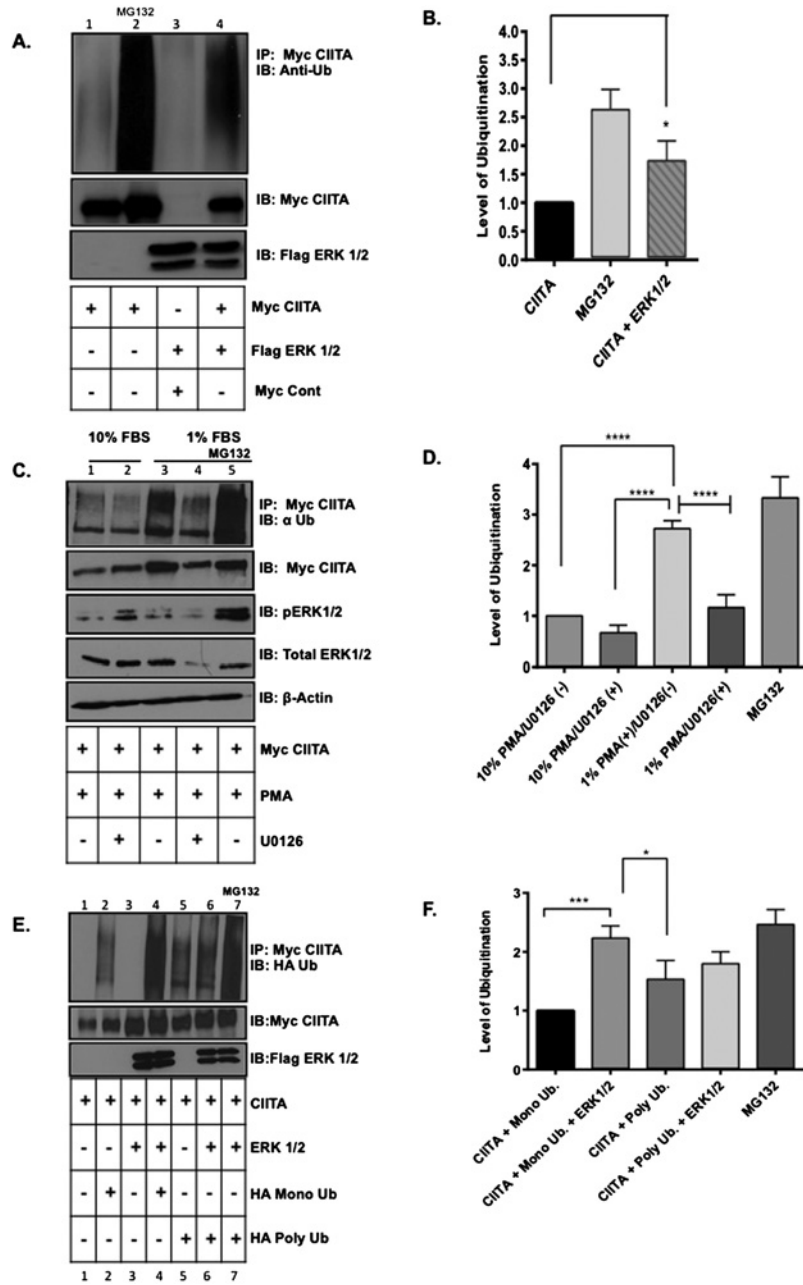 A.
MG132
1 2 3 4
IP: Myc CIITA
IB: Anti-Ub
IB: Myc CIITA
IB: Flag ERK 1/2
+ + - + Myc CIITA
- - + + Flag ERK 1/2
- - + - Myc Cont
B.
Level of Ubiquitination
4.0
3.5
3.0
2.5
2.0
1.5
1.0
0.5
0.0
*
CIITA
MG132
CIITA + ERK1/2
C.
10% FBS 1% FBS
MG132
1 2 3 4 5
IP: Myc CIITA
IB: α Ub
IB: Myc CIITA
IB: pERK1/2
IB: Total ERK1/2
IB: β-Actin
+ + + + + Myc CIITA
+ + + + + PMA
- + - + - U0126
D.
Level of Ubiquitination
4
3
2
1
0
****
**** ****
10% PMA/U0126 (-)
10% PMA/U0126 (+)
1% PMA(+)/U0126(-)
1% PMA/U0126(+)
MG132
E.
MG132
1 2 3 4 5 6 7
IP: Myc CIITA
IB: HA Ub
IB:Myc CIITA
IB:Flag ERK 1/2
+ + + + + + + CIITA
- - + + - + + ERK 1/2
- + - + - - - HA Mono Ub
- - - - + + + HA Poly Ub
1 2 3 4 5 6 7
F.
Level of Ubiquitination
3
2
1
0
*
***
CIITA + Mono Ub.
CIITA + Mono Ub. + ERK1/2
CIITA + Poly Ub.
CIITA + Poly Ub. + ERK1/2
MG132